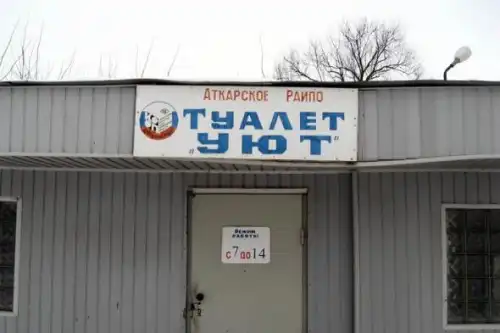 Аткарское райпо
Туалет
"Уют"
Режим
работы:
с 7 до 14